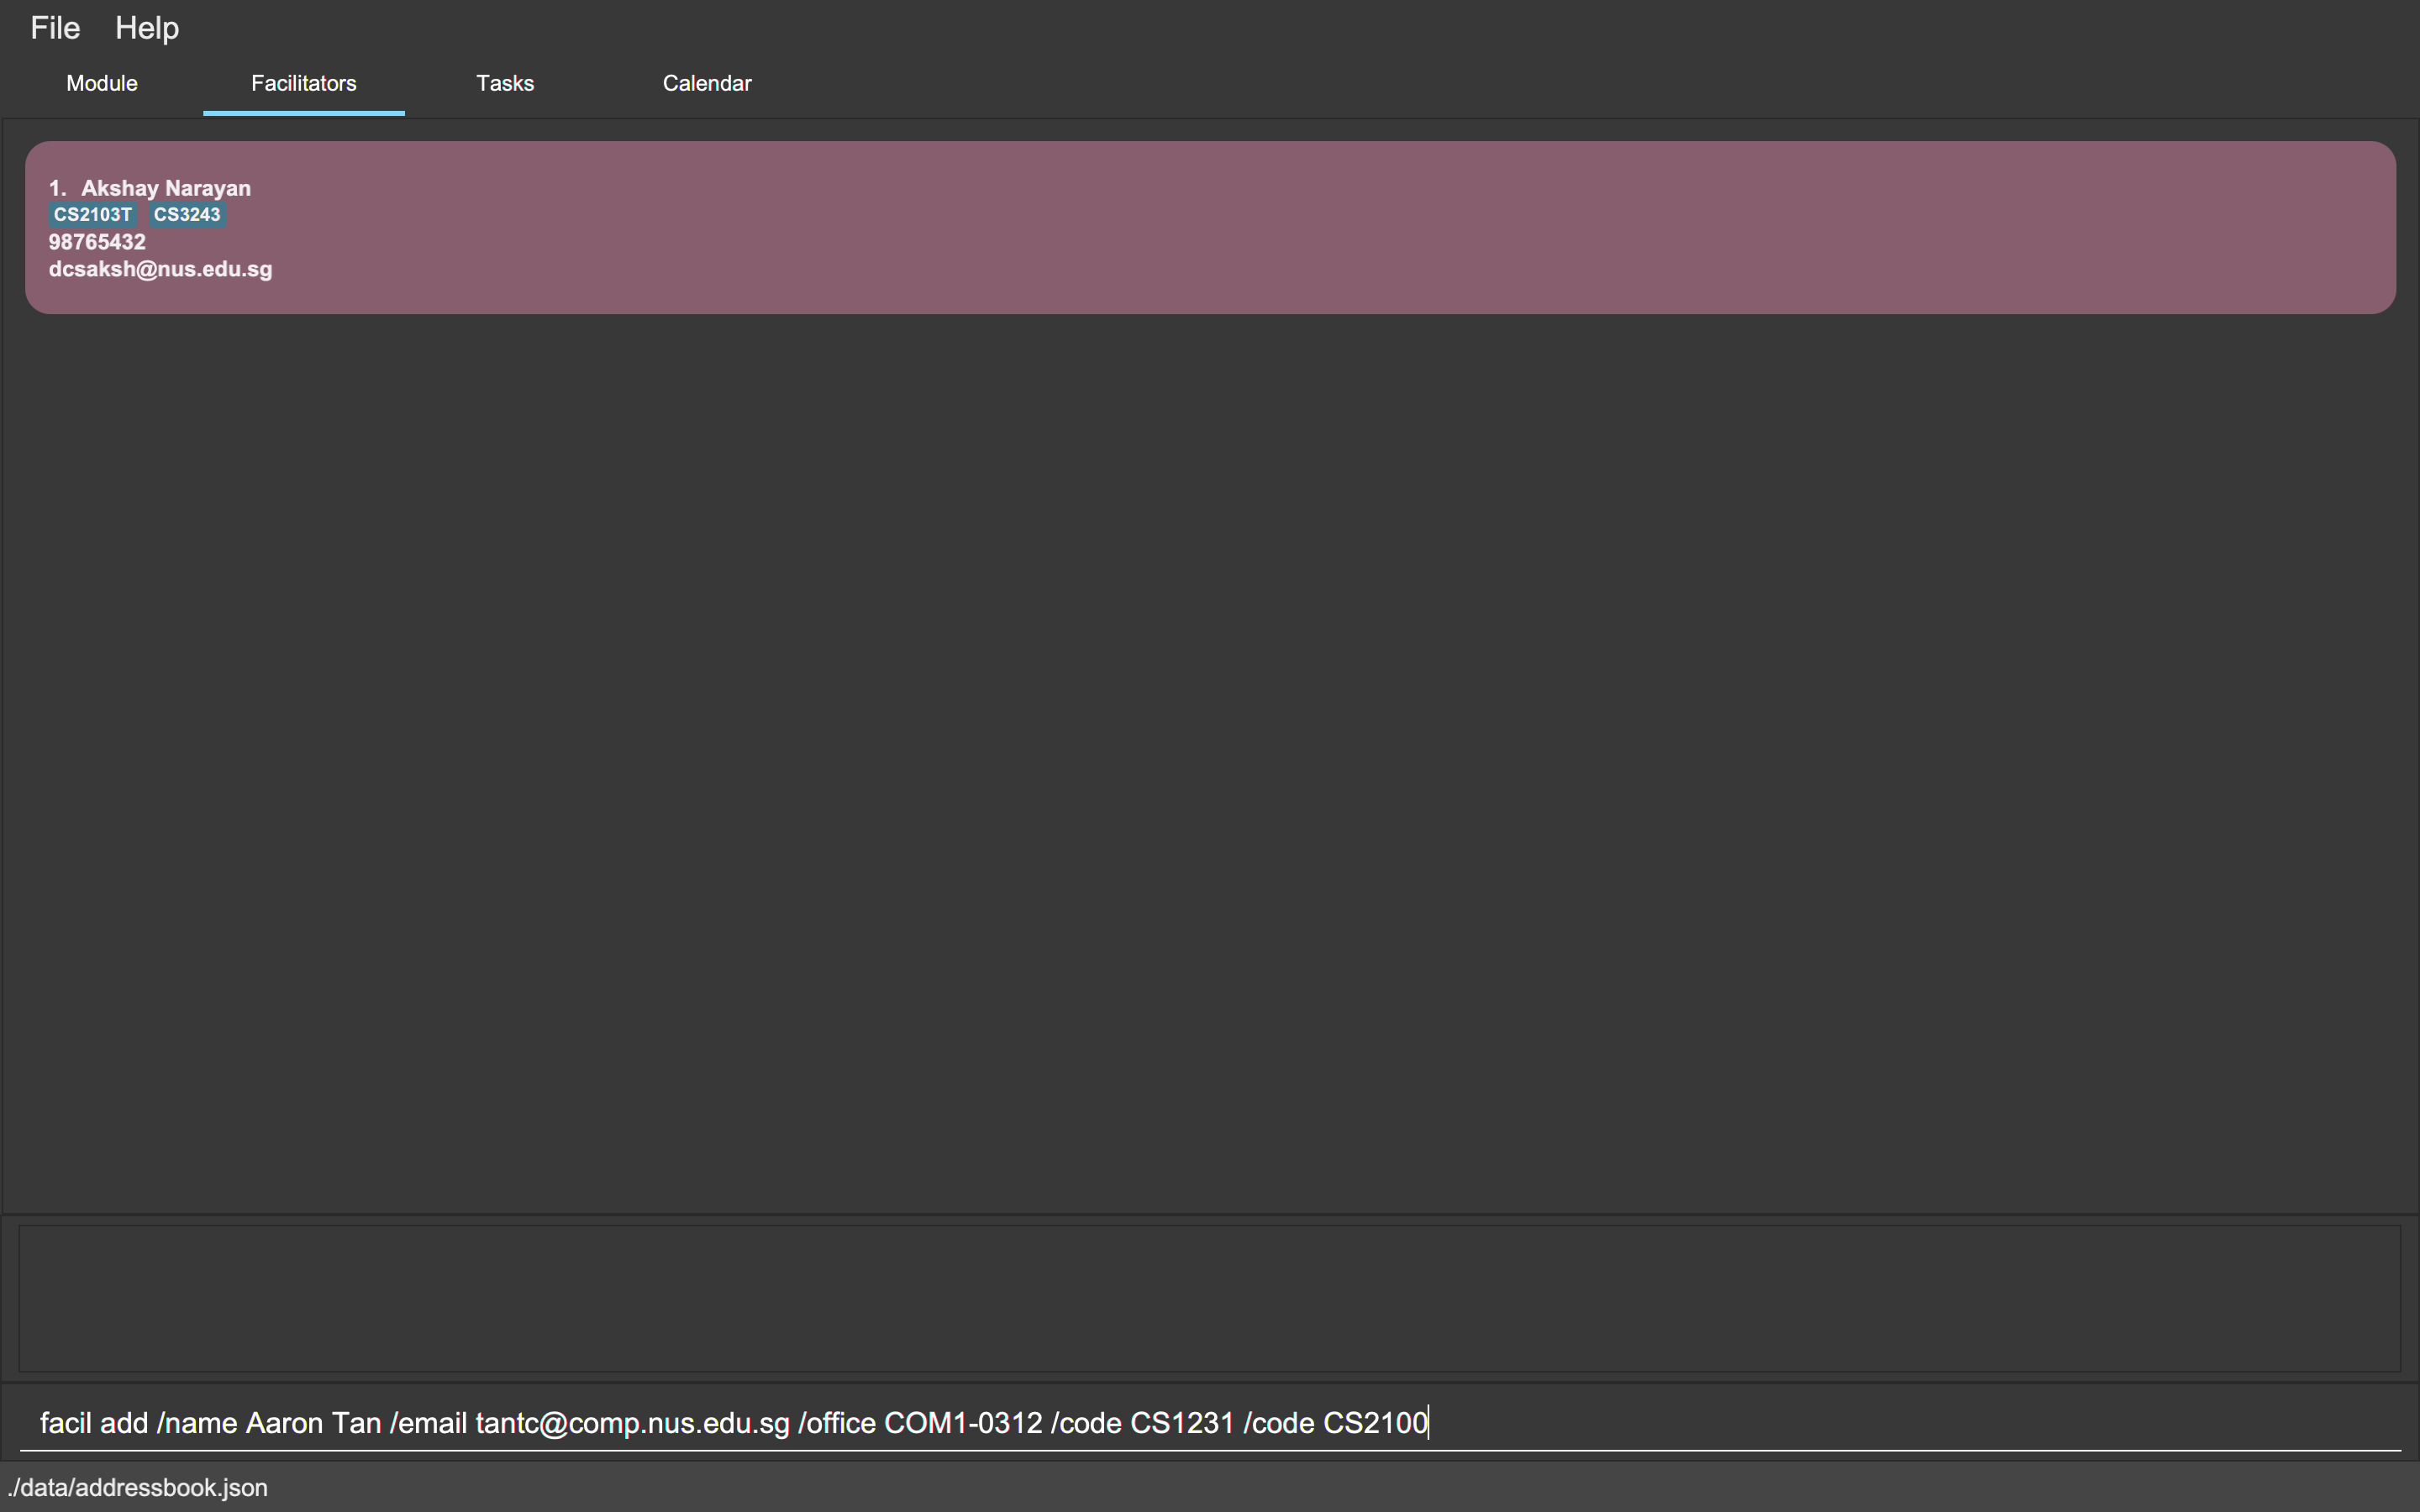 File Help
Module Facilitators Tasks Calendar
1. Akshay Narayan
CS2103T CS3243
98765432
dcsaksh@nus.edu.sg
facil add /name Aaron Tan /email tantc@comp.nus.edu.sg /office COM1-0312 /code CS1231 /code CS2100
./data/addressbook.json